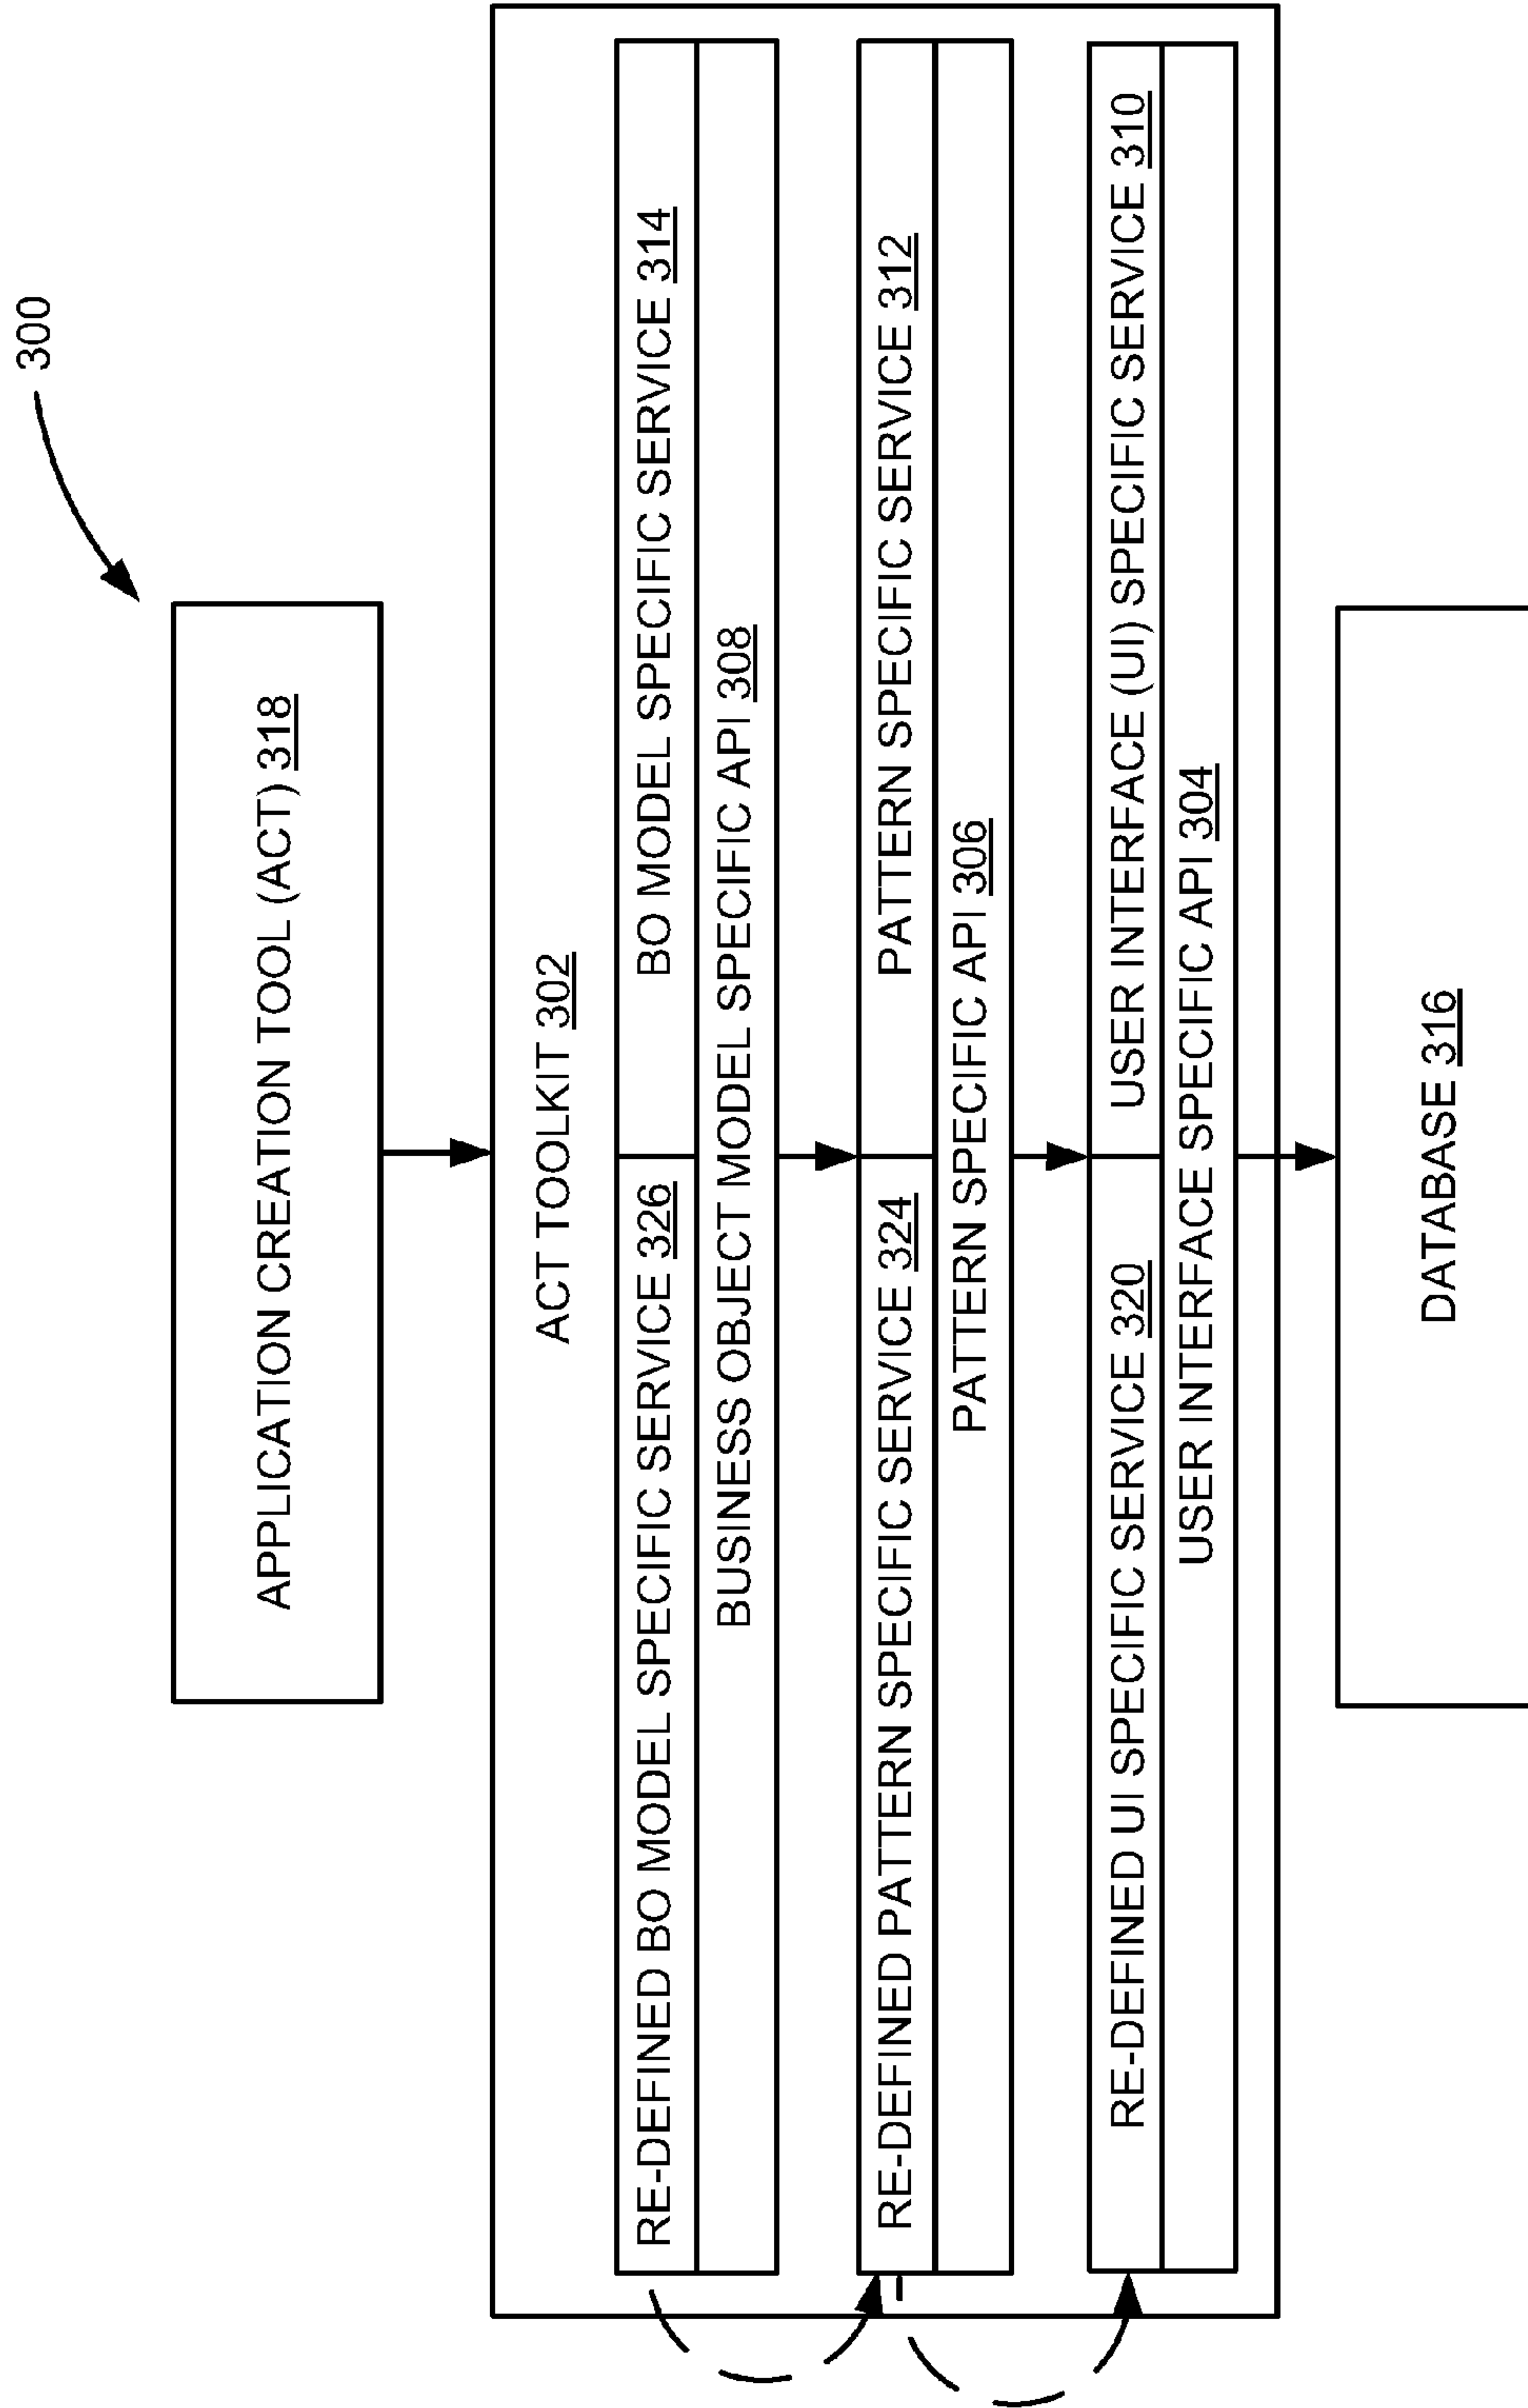 300
APPLICATION CREATION TOOL (ACT) 318
ACT TOOLKIT 302
RE-DEFINED BO MODEL SPECIFIC SERVICE 326
BO MODEL SPECIFIC SERVICE 314
BUSINESS OBJECT MODEL SPECIFIC API 308
RE-DEFINED PATTERN SPECIFIC SERVICE 324
PATTERN SPECIFIC SERVICE 312
PATTERN SPECIFIC API 306
RE-DEFINED UI SPECIFIC SERVICE 320
USER INTERFACE (UI) SPECIFIC SERVICE 310
USER INTERFACE SPECIFIC API 304
DATABASE 316